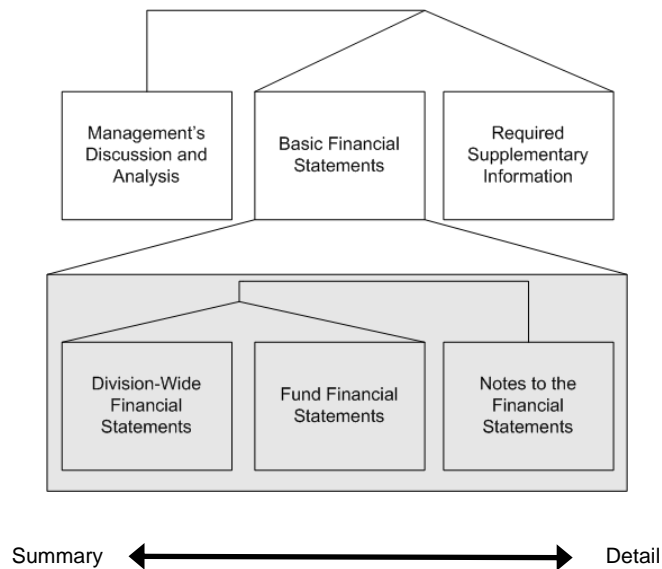 Management's
Discussion and
Analysis
Basic Financial
Statements
Required
Supplementary
Information
Division-Wide
Financial
Statements
Fund Financial
Statements
Notes to the
Financial
Statements
Summary
Detail